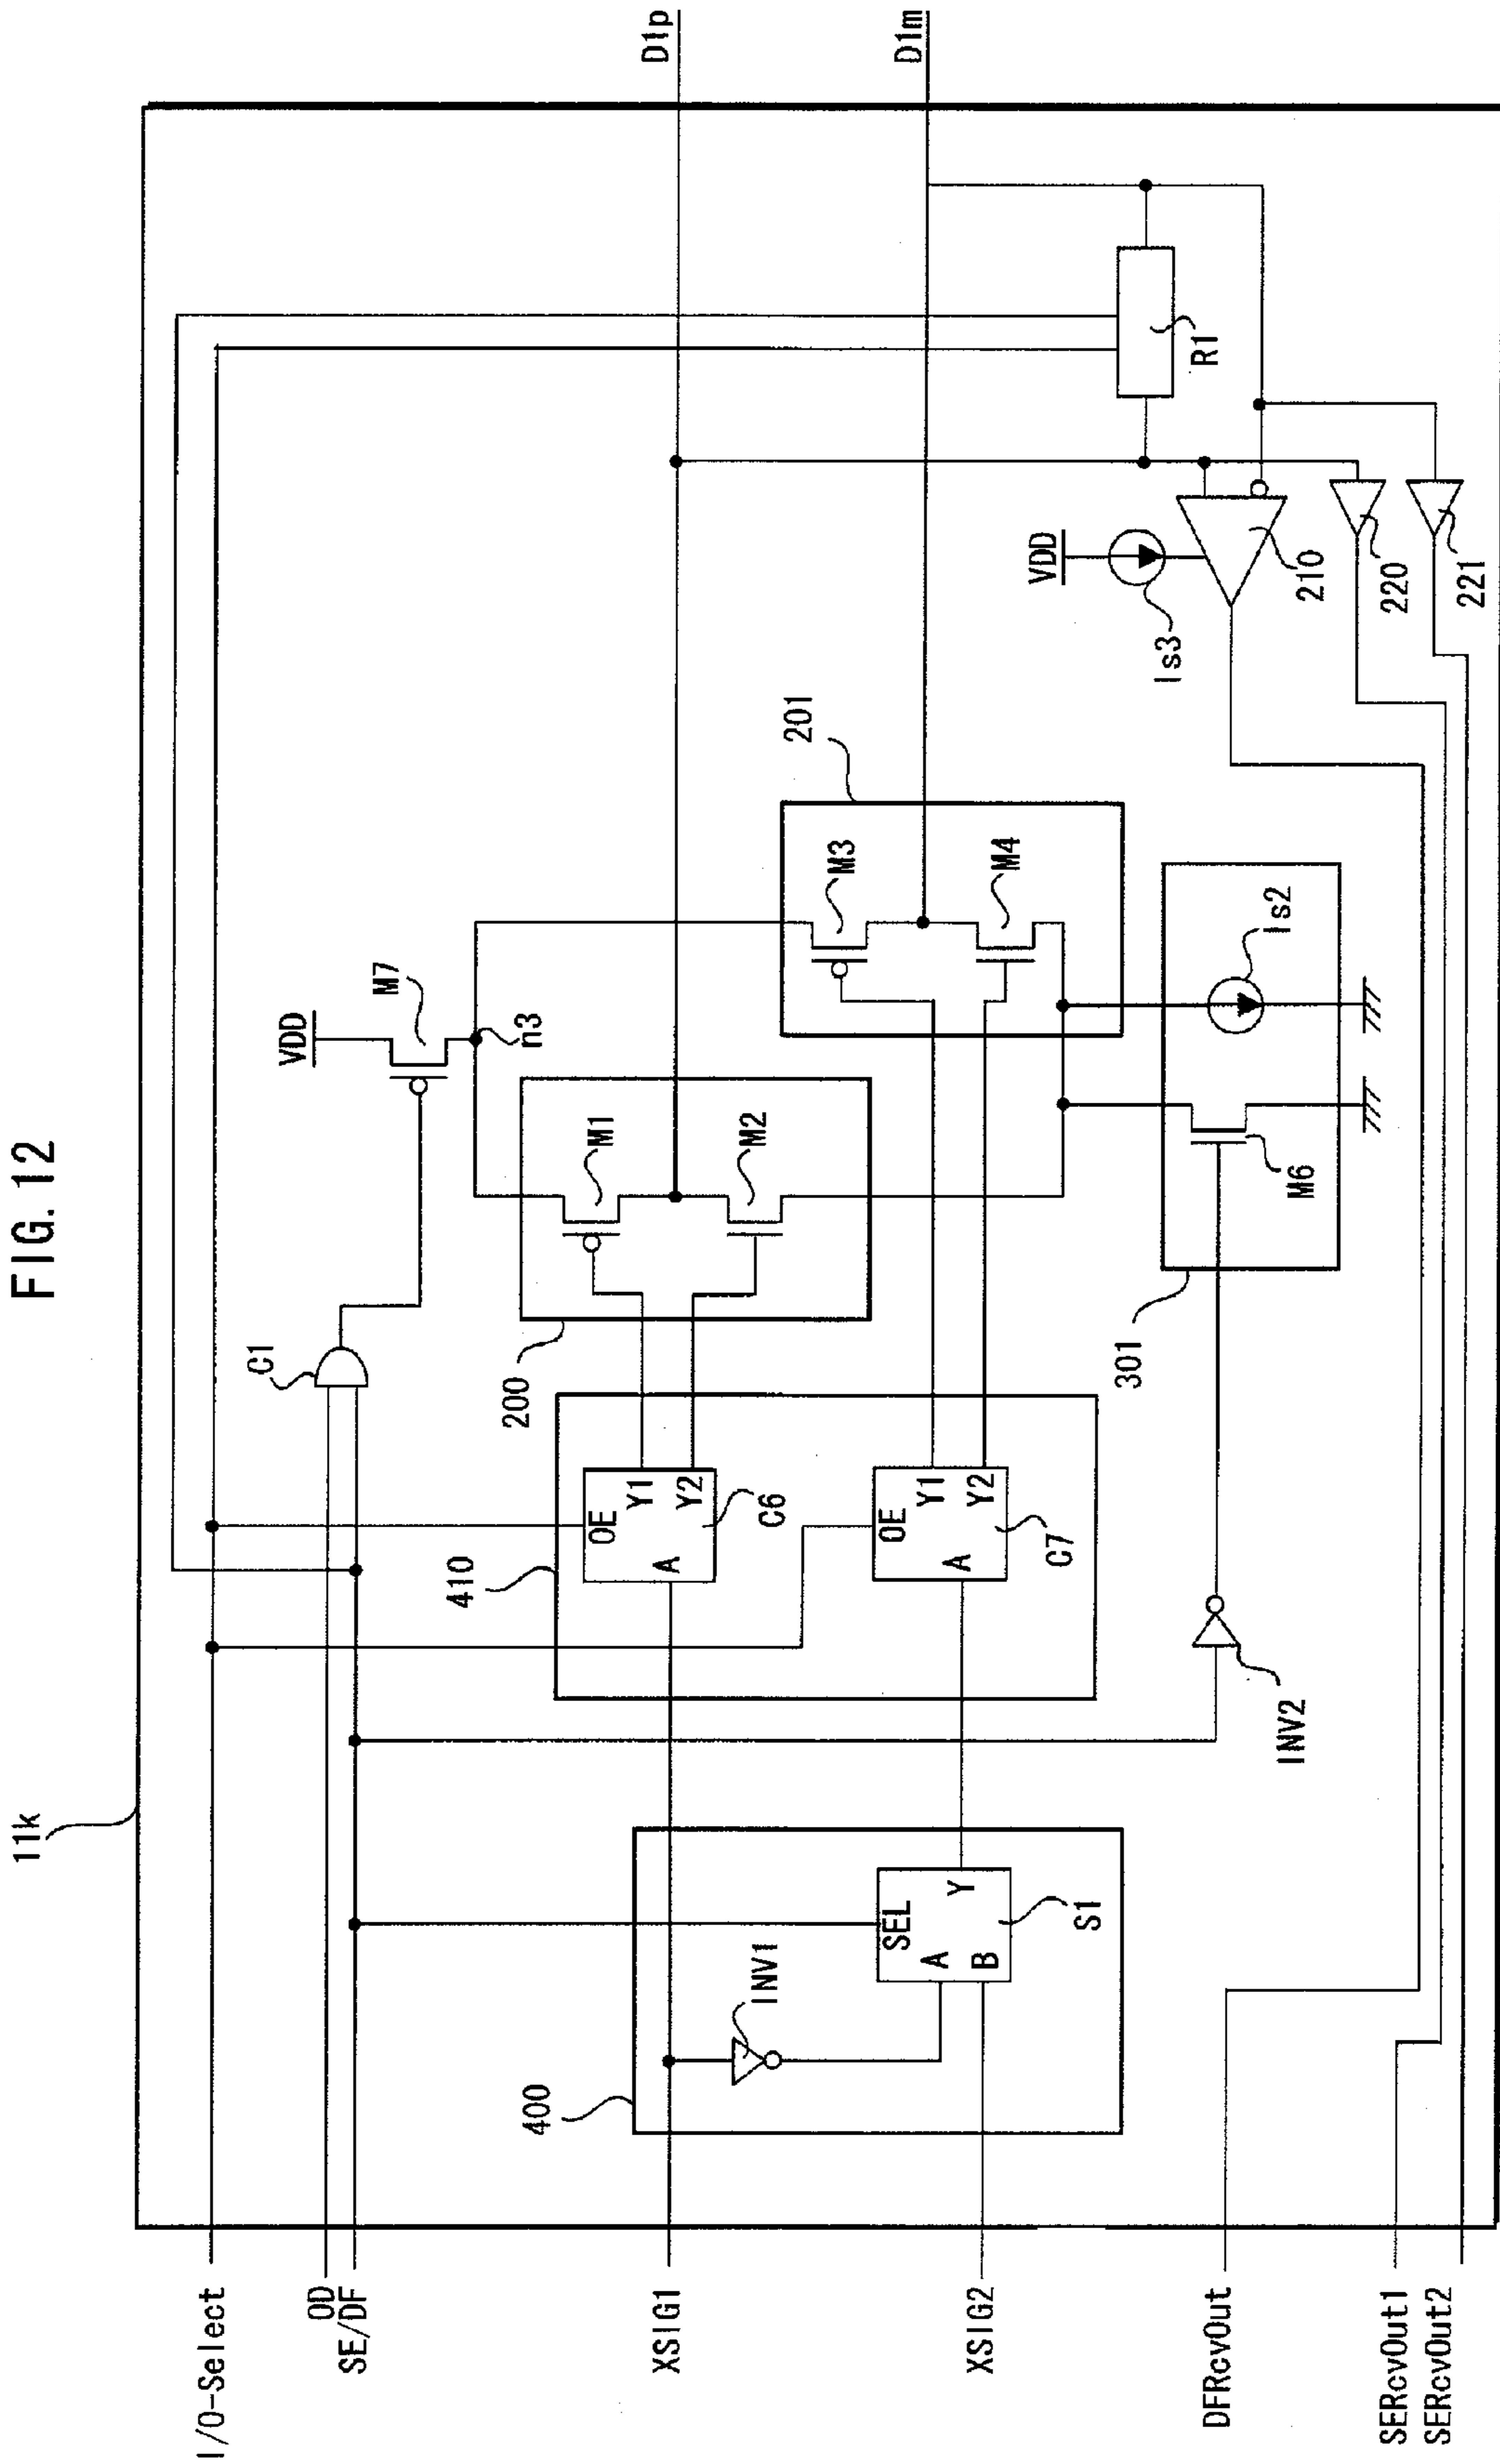 FIG.12
11k
I/O-Select
OD
SE/DF
XSIG1
XSIG2
DFRcvOut
SERcvOut1
SERcvOut2
400
INV1
SEL
A
B
Y
S1
410
OE
A
Y1
Y2
C6
OE
A
Y1
Y2
C7
INV2
C1
VDD
M7
n3
200
M1
M2
201
M3
M4
301
M6
Is2
VDD
Is3
210
220
221
R1
D1p
D1m